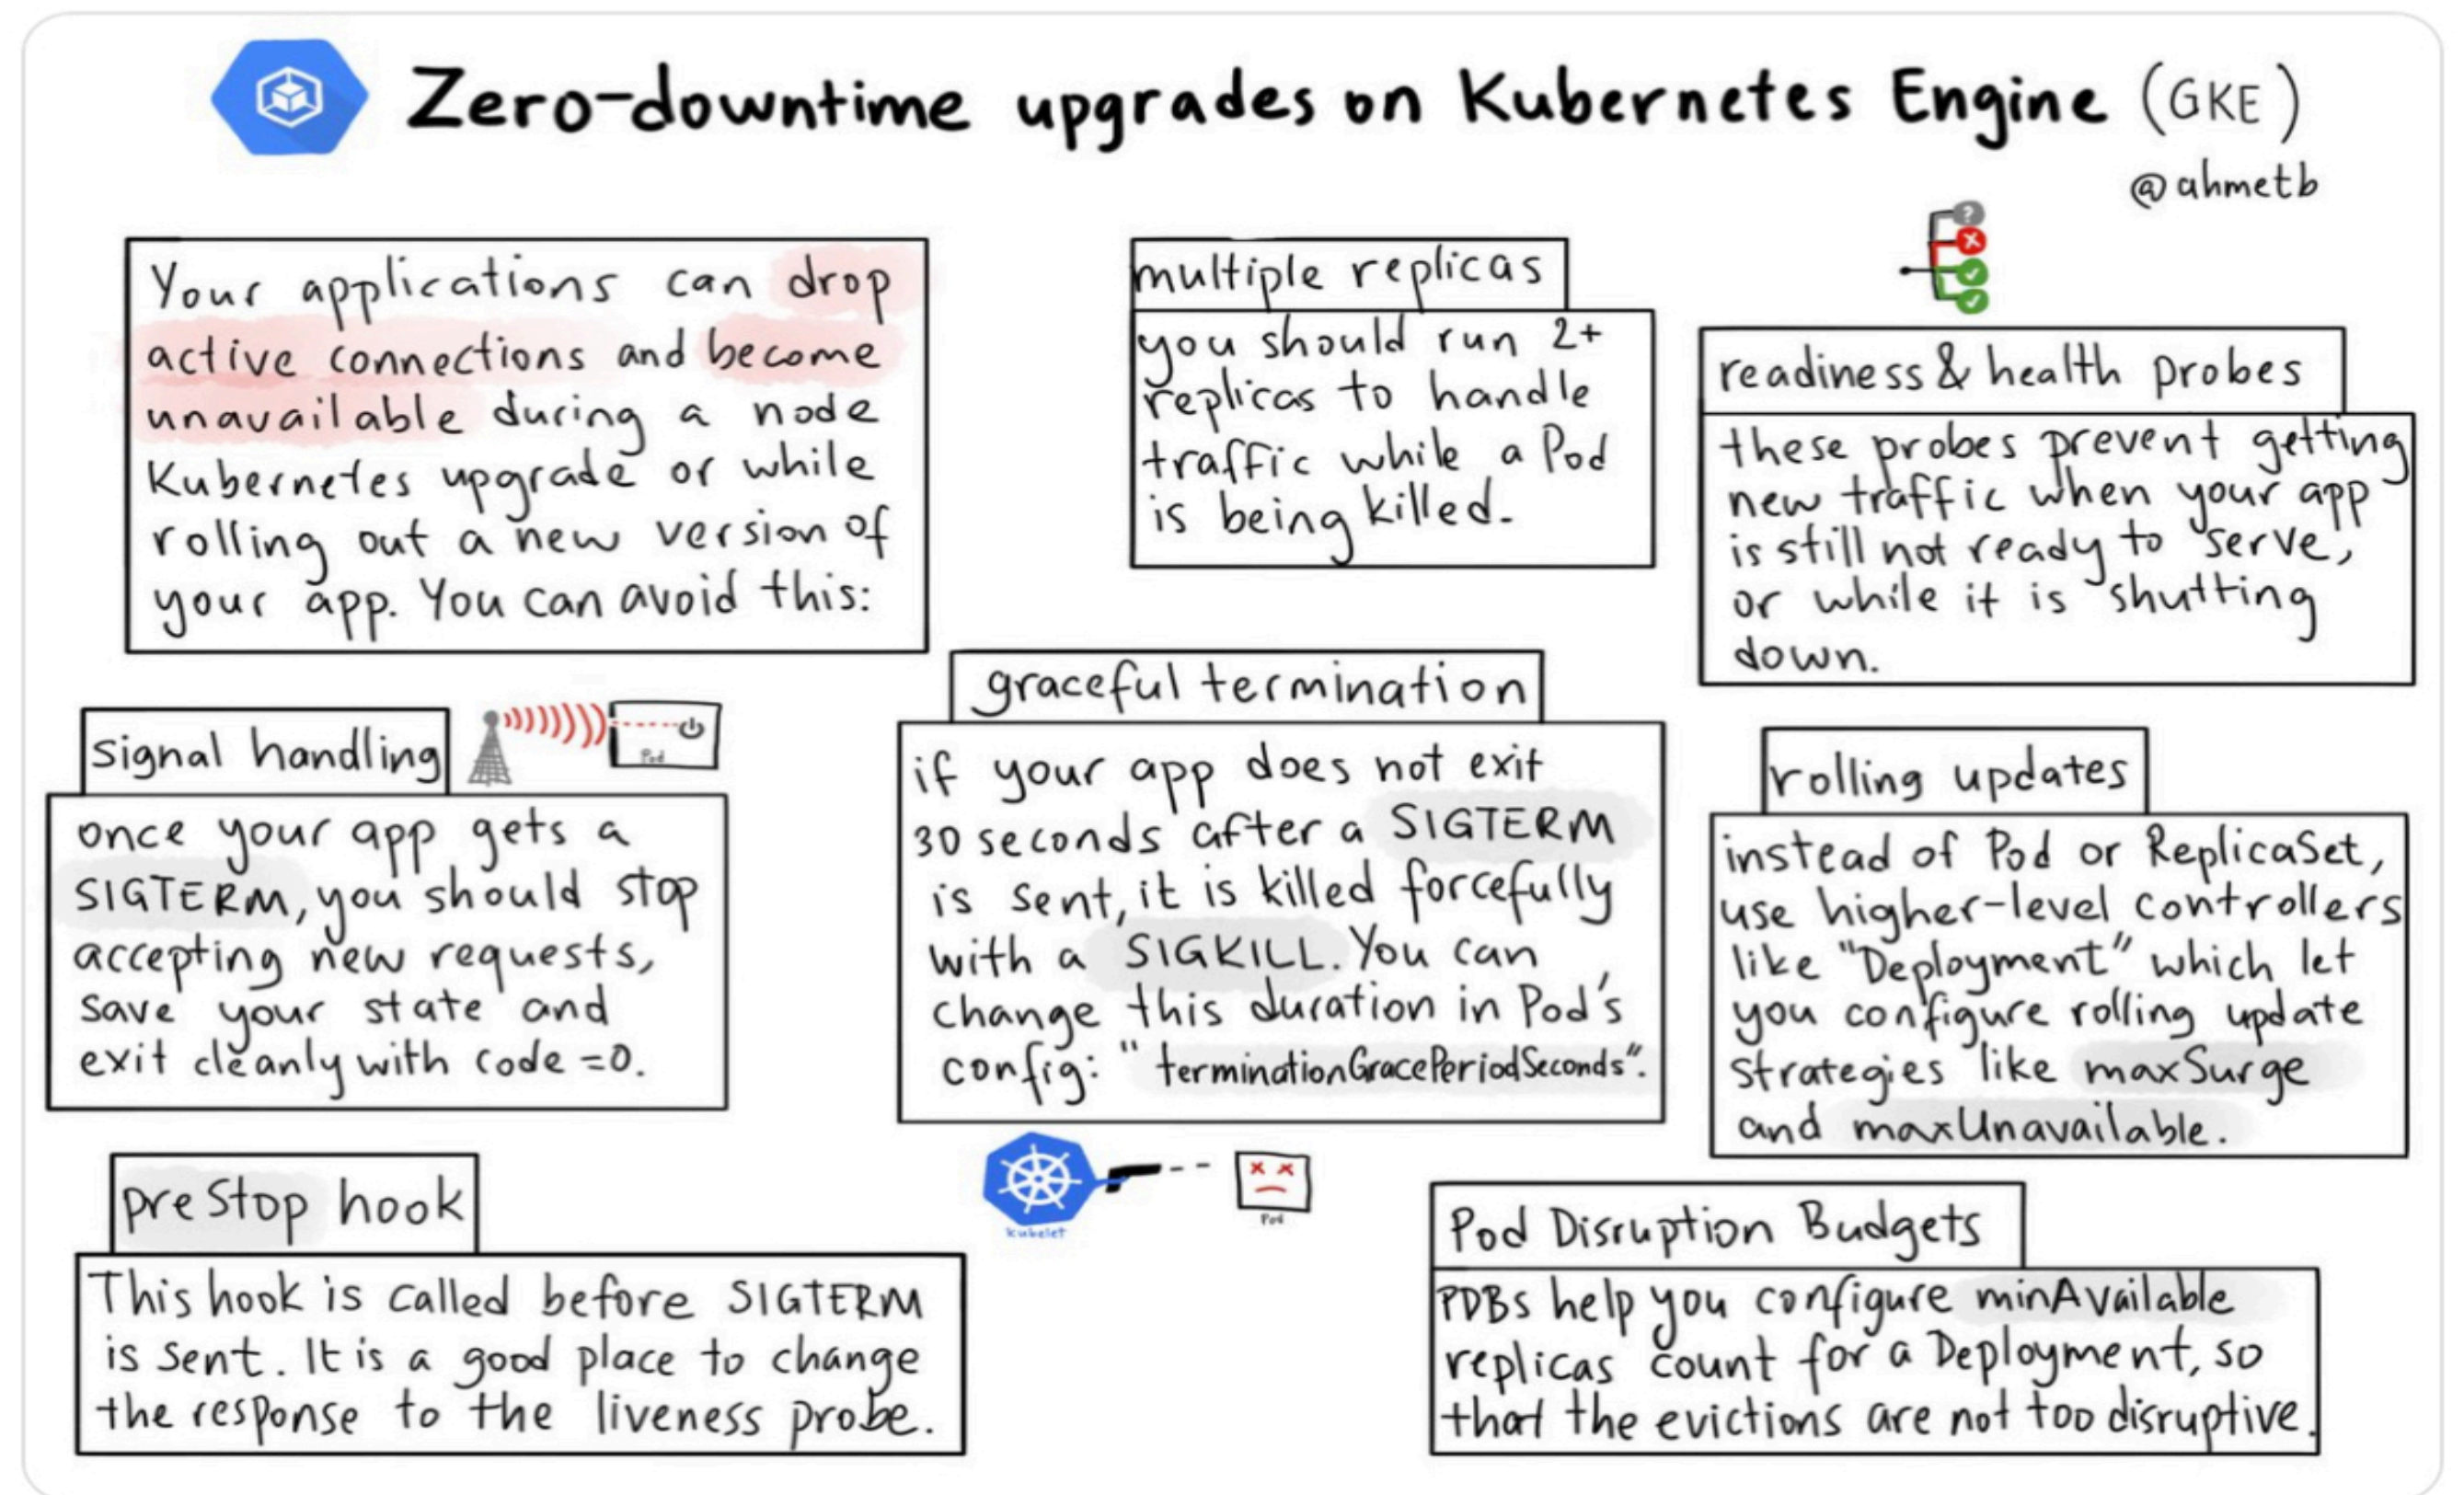 Zero-downtime upgrades on Kubernetes Engine (GKE)
@ahmetb
Your applications can drop
active connections and become
unavailable during a node
Kubernetes upgrade or while
rolling out a new version of
your app. You can avoid this:
multiple replicas
you should run 2+
replicas to handle
traffic while a Pod
is being killed.
?
readiness & health probes
these probes prevent getting
new traffic when your app
is still not ready to serve,
or while it is shutting
down.
signal handling
Pod
once your app gets a
SIGTERM, you should stop
accepting new requests,
save your state and
exit cleanly with code =0.
graceful termination
if your app does not exit
30 seconds after a SIGTERM
is sent, it is killed forcefully
with a SIGKILL. You can
change this duration in Pod's
config: "terminationGracePeriodSeconds".
kubelet
Pod
rolling updates
instead of Pod or ReplicaSet,
use higher-level controllers
like "Deployment" which let
you configure rolling update
strategies like maxSurge
and maxUnavailable.
preStop hook
This hook is called before SIGTERM
is sent. It is a good place to change
the response to the liveness probe.
Pod Disruption Budgets
PDBs help you configure minAvailable
replicas count for a Deployment, so
that the evictions are not too disruptive.